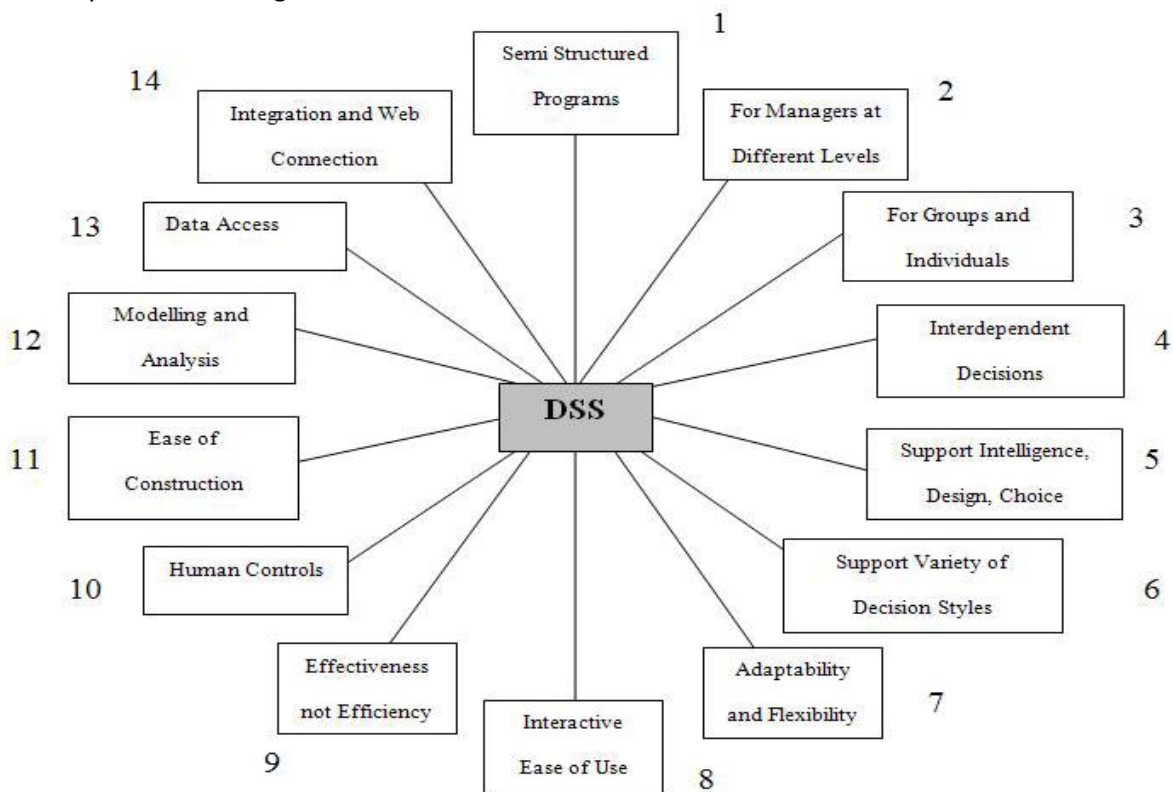 1
Semi Structured
Programs
2
For Managers at
Different Levels
3
For Groups and
Individuals
4
Interdependent
Decisions
5
Support Intelligence,
Design, Choice
6
Support Variety of
Decision Styles
7
Adaptability
and Flexibility
8
Interactive
Ease of Use
9
Effectiveness
not Efficiency
10
Human Controls
11
Ease of
Construction
12
Modelling and
Analysis
13
Data Access
14
Integration and Web
Connection
DSS